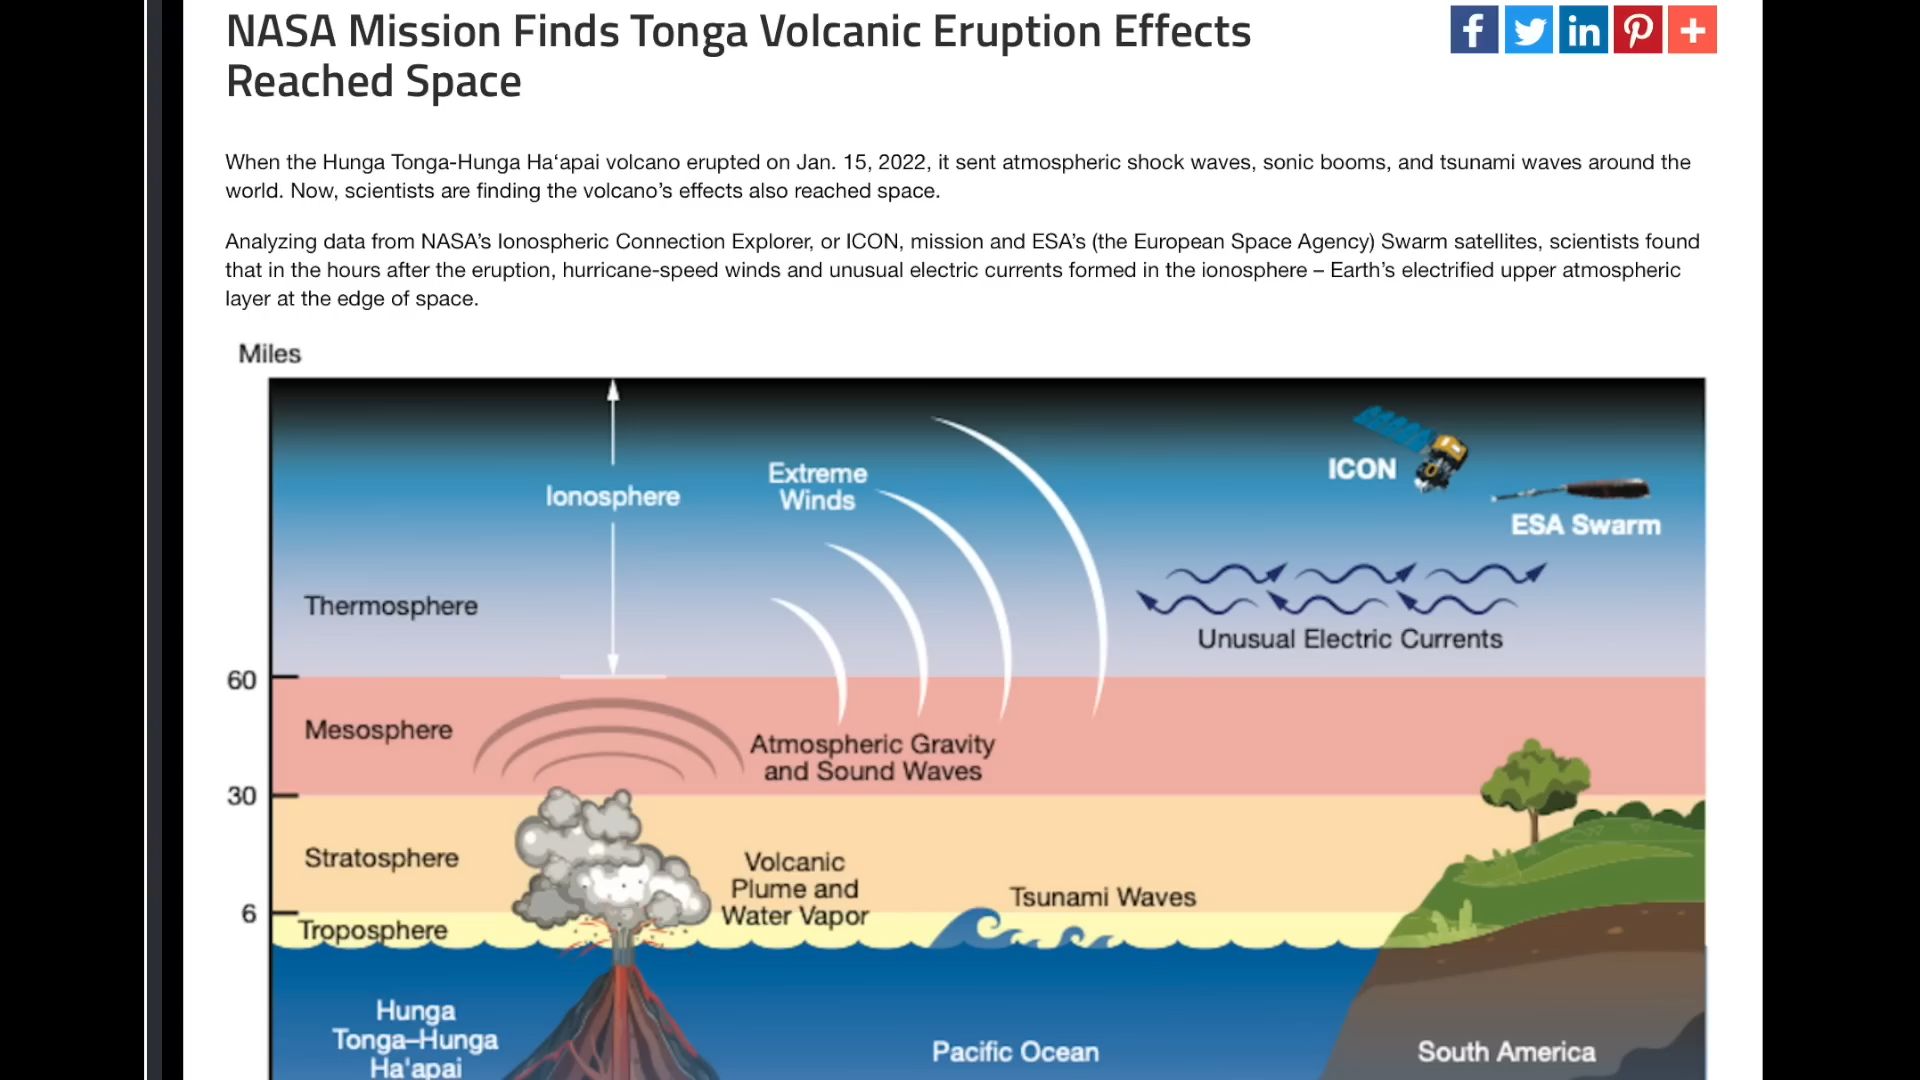 NASA Mission Finds Tonga Volcanic Eruption Effects
Reached Space
When the Hunga Tonga-Hunga Haʻapai volcano erupted on Jan. 15, 2022, it sent atmospheric shock waves, sonic booms, and tsunami waves around the
world. Now, scientists are finding the volcano’s effects also reached space.
Analyzing data from NASA’s Ionospheric Connection Explorer, or ICON, mission and ESA’s (the European Space Agency) Swarm satellites, scientists found
that in the hours after the eruption, hurricane-speed winds and unusual electric currents formed in the ionosphere – Earth’s electrified upper atmospheric
layer at the edge of space.
Miles
Ionosphere
Extreme
Winds
ICON
ESA Swarm
Thermosphere
Unusual Electric Currents
60
Mesosphere
Atmospheric Gravity
and Sound Waves
30
Stratosphere
Volcanic
Plume and
Water Vapor
Tsunami Waves
6
Troposphere
Hunga
Tonga–Hunga
Ha'apai
Pacific Ocean
South America